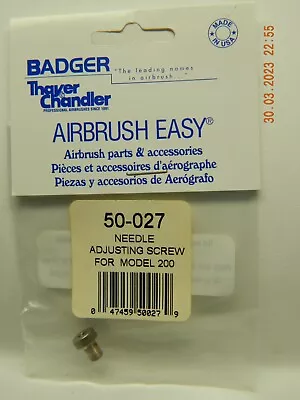 BADGER
"The leading names
in airbrush."
Thayer
& Chandler
PROFESSIONAL AIRBRUSHES SINCE 1891
MADE
IN USA
30.03.2023 22:55
AIRBRUSH EASY®
Airbrush parts & accessories
Pièces et accessoires d'aérographe
Piezas y accesorios de Aerógrafo
50-027
NEEDLE
ADJUSTING SCREW
FOR MODEL 200
0 47459 50027 9